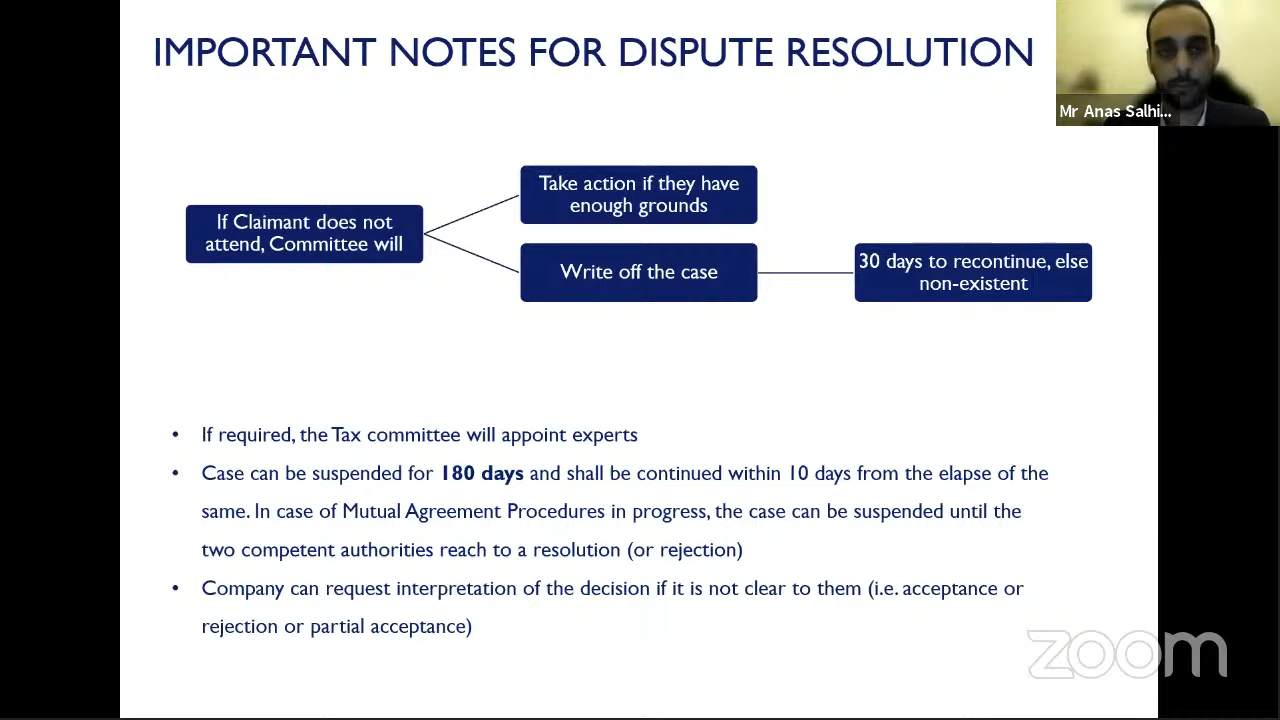 IMPORTANT NOTES FOR DISPUTE RESOLUTION
Mr Anas Salhi...
If Claimant does not
attend, Committee will
Take action if they have
enough grounds
Write off the case
30 days to recontinue, else
non-existent
• If required, the Tax committee will appoint experts
• Case can be suspended for 180 days and shall be continued within 10 days from the elapse of the
same. In case of Mutual Agreement Procedures in progress, the case can be suspended until the
two competent authorities reach to a resolution (or rejection)
• Company can request interpretation of the decision if it is not clear to them (i.e. acceptance or
rejection or partial acceptance)
zoom